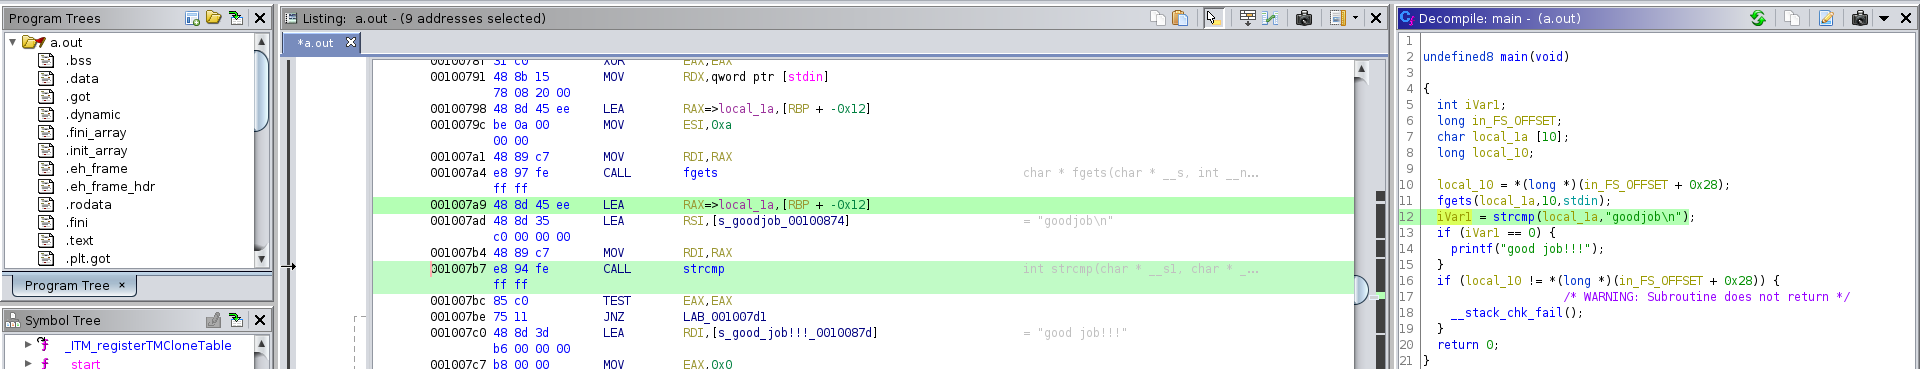 Program Trees
a.out
.bss
.data
.got
.dynamic
.fini_array
.init_array
.eh_frame
.eh_frame_hdr
.rodata
.fini
.text
.plt.got
Program Tree ×
Symbol Tree
_ITM_registerTMCloneTable
start
Listing: a.out - (9 addresses selected)
*a.out
0010078f 31 c0 XOR EAX,EAX
00100791 48 8b 15 MOV RDX,qword ptr [stdin]
78 08 20 00
00100798 48 8d 45 ee LEA RAX=>local_1a,[RBP + -0x12]
0010079c be 0a 00 MOV ESI,0xa
00 00
001007a1 48 89 c7 MOV RDI,RAX
001007a4 e8 97 fe CALL fgets char * fgets(char * __s, int __n...
ff ff
001007a9 48 8d 45 ee LEA RAX=>local_1a,[RBP + -0x12]
001007ad 48 8d 35 LEA RSI,[s_goodjob_00100874] = "goodjob\n"
c0 00 00 00
001007b4 48 89 c7 MOV RDI,RAX
001007b7 e8 94 fe CALL strcmp int strcmp(char * __s1, char * _...
ff ff
001007bc 85 c0 TEST EAX,EAX
001007be 75 11 JNZ LAB_001007d1
001007c0 48 8d 3d LEA RDI,[s_good_job!!!_0010087d] = "good job!!!"
b6 00 00 00
001007c7 b8 00 00 MOV EAX,0x0
Decompile: main - (a.out)
1
2 undefined8 main(void)
3
4 {
5 int iVar1;
6 long in_FS_OFFSET;
7 char local_1a [10];
8 long local_10;
9
10 local_10 = *(long *)(in_FS_OFFSET + 0x28);
11 fgets(local_1a,10,stdin);
12 iVar1 = strcmp(local_1a,"goodjob\n");
13 if (iVar1 == 0) {
14 printf("good job!!!");
15 }
16 if (local_10 != *(long *)(in_FS_OFFSET + 0x28)) {
17 /* WARNING: Subroutine does not return */
18 __stack_chk_fail();
19 }
20 return 0;
21 }